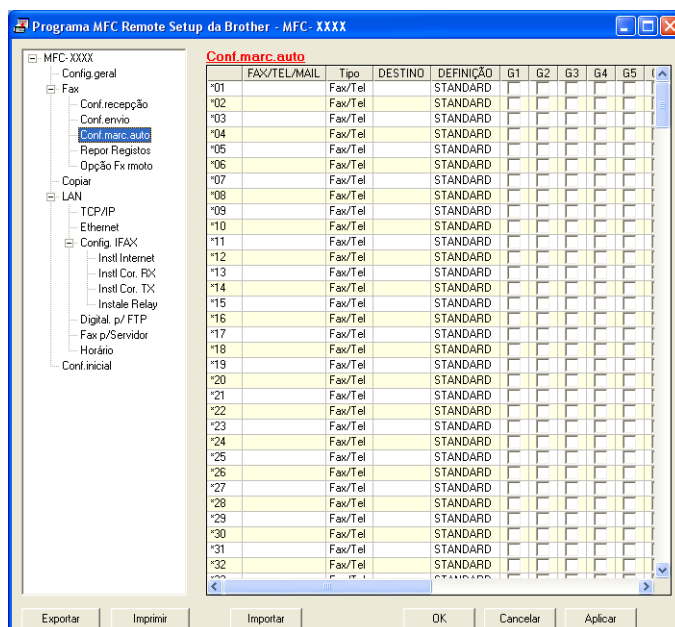 Programa MFC Remote Setup da Brother - MFC- XXXX
MFC- XXXX
Config.geral
Fax
Conf.recepção
Conf.envio
Conf.marc.auto
Repor Registos
Opção Fx rmoto
Copiar
LAN
TCP/IP
Ethernet
Config. IFAX
Instl Internet
Instl Cor. RX
Instl Cor. TX
Instale Relay
Digital. p/ FTP
Fax p/Servidor
Horário
Conf.inicial
Conf.marc.auto
FAX/TEL/MAIL Tipo DESTINO DEFINIÇÃO G1 G2 G3 G4 G5
*01 Fax/Tel STANDARD
*02 Fax/Tel STANDARD
*03 Fax/Tel STANDARD
*04 Fax/Tel STANDARD
*05 Fax/Tel STANDARD
*06 Fax/Tel STANDARD
*07 Fax/Tel STANDARD
*08 Fax/Tel STANDARD
*09 Fax/Tel STANDARD
*10 Fax/Tel STANDARD
*11 Fax/Tel STANDARD
*12 Fax/Tel STANDARD
*13 Fax/Tel STANDARD
*14 Fax/Tel STANDARD
*15 Fax/Tel STANDARD
*16 Fax/Tel STANDARD
*17 Fax/Tel STANDARD
*18 Fax/Tel STANDARD
*19 Fax/Tel STANDARD
*20 Fax/Tel STANDARD
*21 Fax/Tel STANDARD
*22 Fax/Tel STANDARD
*23 Fax/Tel STANDARD
*24 Fax/Tel STANDARD
*25 Fax/Tel STANDARD
*26 Fax/Tel STANDARD
*27 Fax/Tel STANDARD
*28 Fax/Tel STANDARD
*29 Fax/Tel STANDARD
*30 Fax/Tel STANDARD
*31 Fax/Tel STANDARD
*32 Fax/Tel STANDARD
Exportar Imprimir Importar OK Cancelar Aplicar